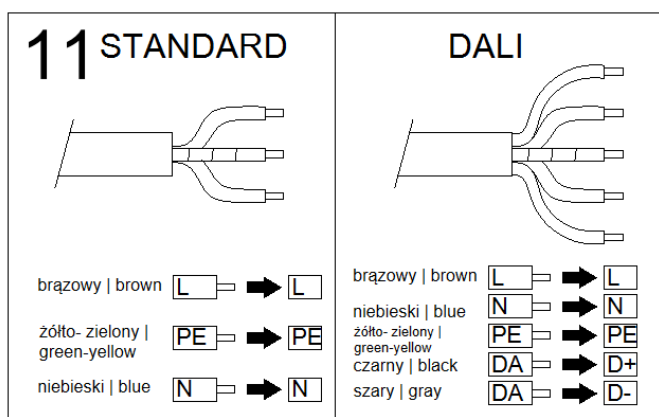 11 STANDARD
brązowy | brown L L
żółto- zielony |
green-yellow PE PE
niebieski | blue N N
DALI
brązowy | brown L L
niebieski | blue N N
żółto- zielony |
green-yellow PE PE
czarny | black DA D+
szary | gray DA D-